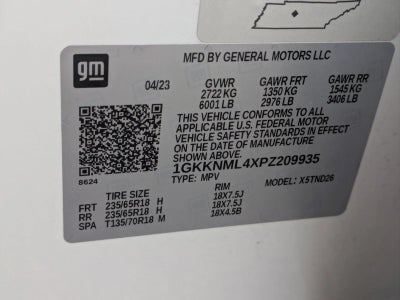 gm
MFD BY GENERAL MOTORS LLC
04/23 GVWR GAWR FRT GAWR RR
2722 KG 1350 KG 1545 KG
6001 LB 2976 LB 3406 LB
THIS VEHICLE CONFORMS TO ALL
APPLICABLE U.S. FEDERAL MOTOR
VEHICLE SAFETY STANDARDS IN EFFECT
ON THE DATE OF MANUFACTURE SHOWN ABOVE.
1GKKNML4XPZ209935
8624 TYPE: MPV MODEL: X5TND26
TIRE SIZE RIM
FRT 235/65R18 H 18X7.5J
RR 235/65R18 H 18X7.5J
SPA T135/70R18 M 18X4.5B